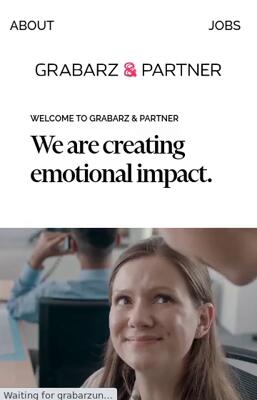 ABOUT JOBS
GRABARZ & PARTNER
WELCOME TO GRABARZ & PARTNER
We are creating
emotional impact.
Waiting for grabarzun...